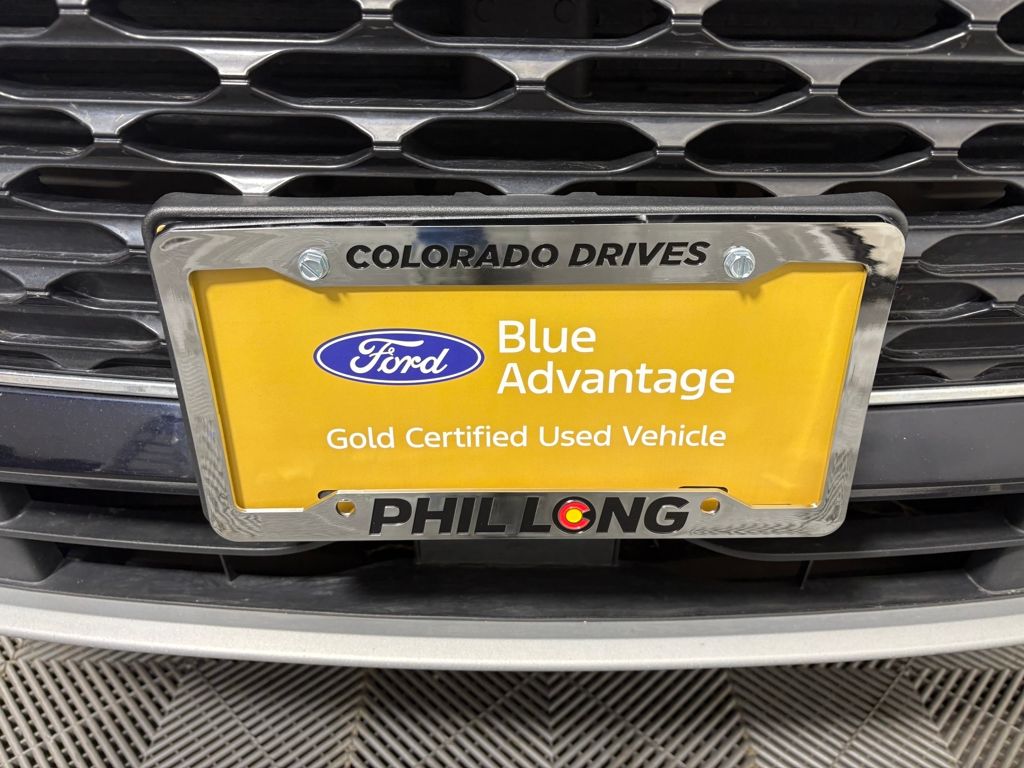 COLORADO DRIVES
Ford
Blue
Advantage
Gold Certified Used Vehicle
PHIL LONG